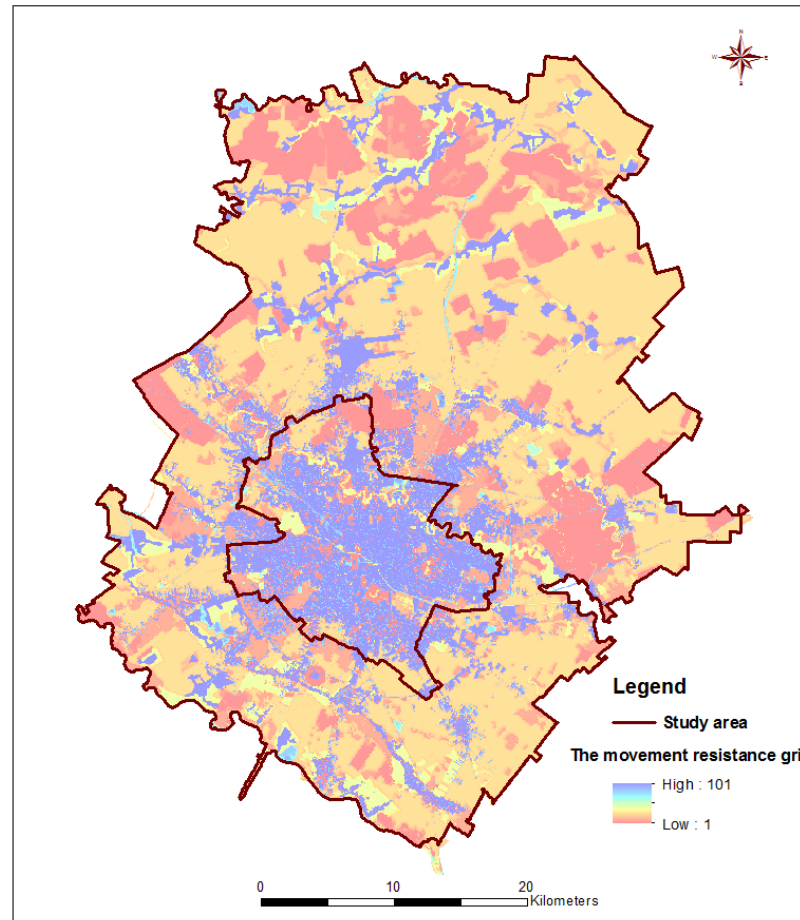 N
W E
S
Legend
Study area
The movement resistance gri
High : 101
Low : 1
0 10 20
Kilometers